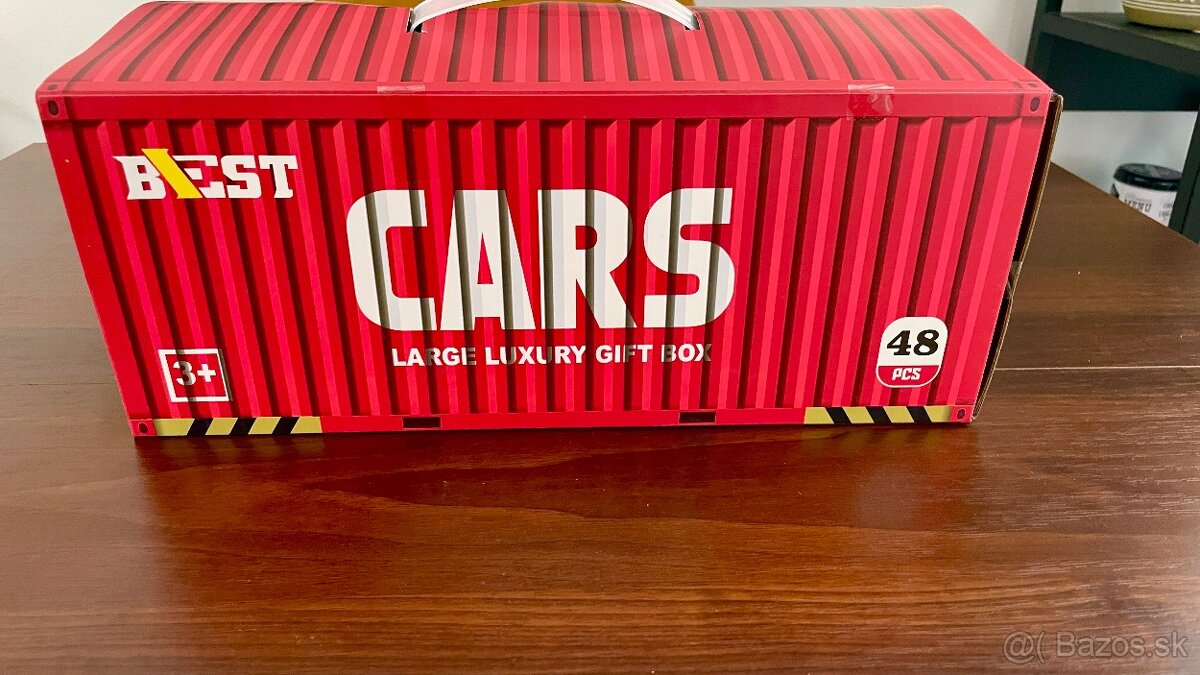 BEST
CARS
LARGE LUXURY GIFT BOX
3+
48
PCS
@( Bazos.sk